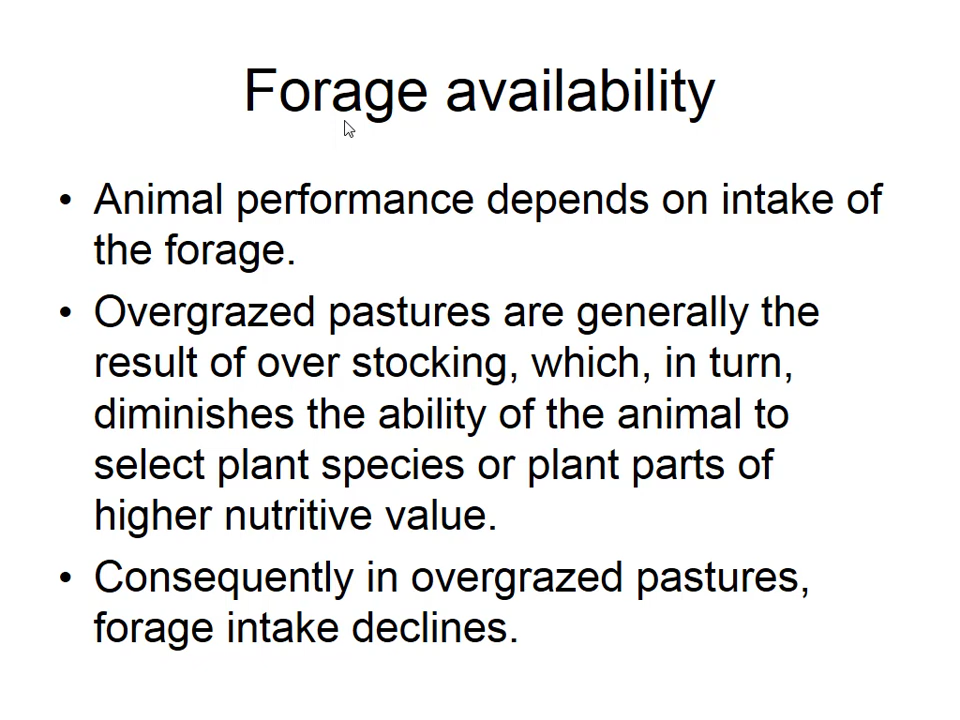 Forage availability
• Animal performance depends on intake of
the forage.
• Overgrazed pastures are generally the
result of over stocking, which, in turn,
diminishes the ability of the animal to
select plant species or plant parts of
higher nutritive value.
• Consequently in overgrazed pastures,
forage intake declines.